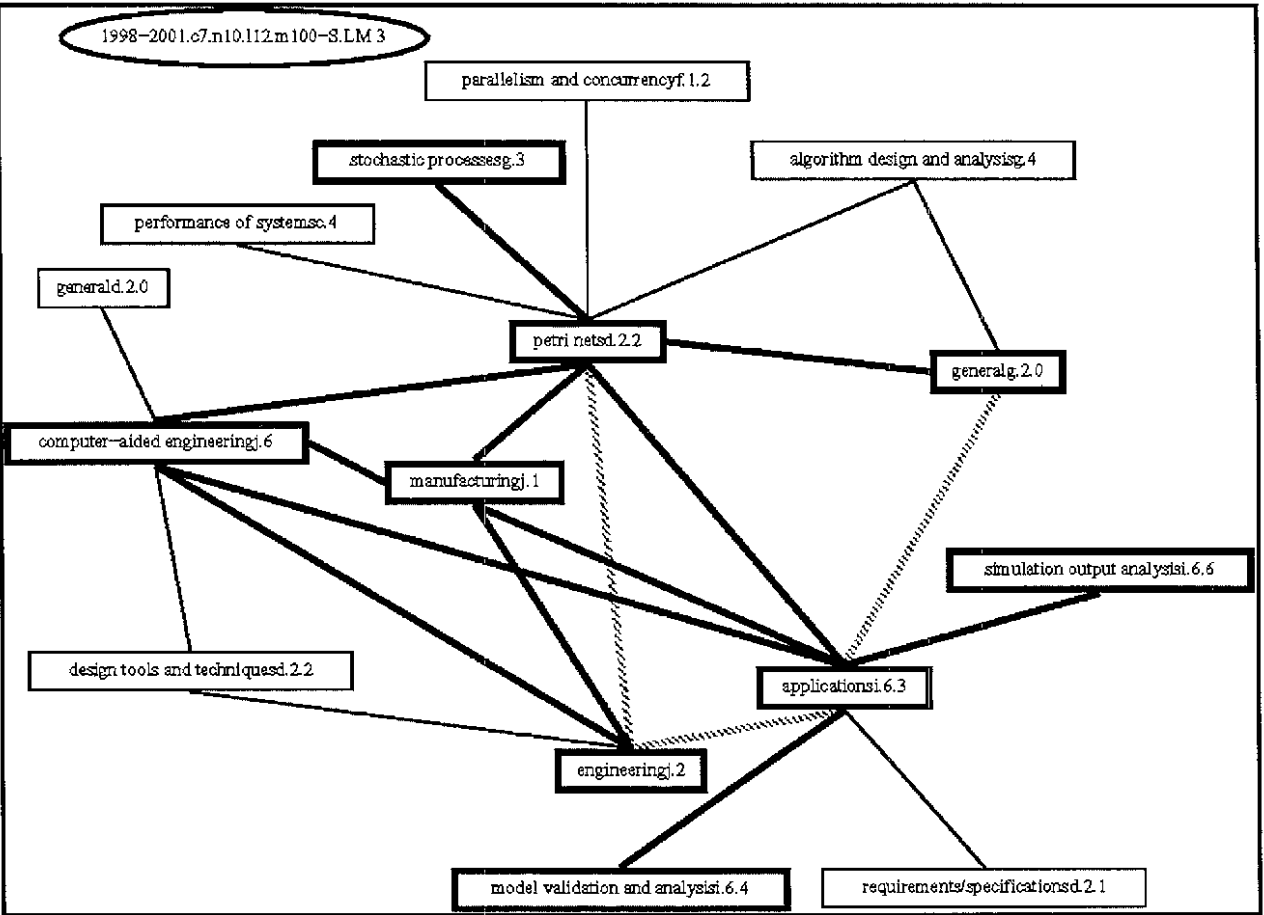 1998-2001.c7.n10.l12.m100-S.LM 3
parallelism and concurrencyf.1.2
stochastic processesg.3
algorithm design and analysisg.4
performance of systemsc.4
generald.2.0
petri netsd.2.2
generalg.2.0
computer-aided engineeringj.6
manufacturingj.1
simulation output analysisi.6.6
design tools and techniquesd.2.2
applicationsi.6.3
engineeringj.2
model validation and analysisi.6.4
requirements/specificationsd.2.1